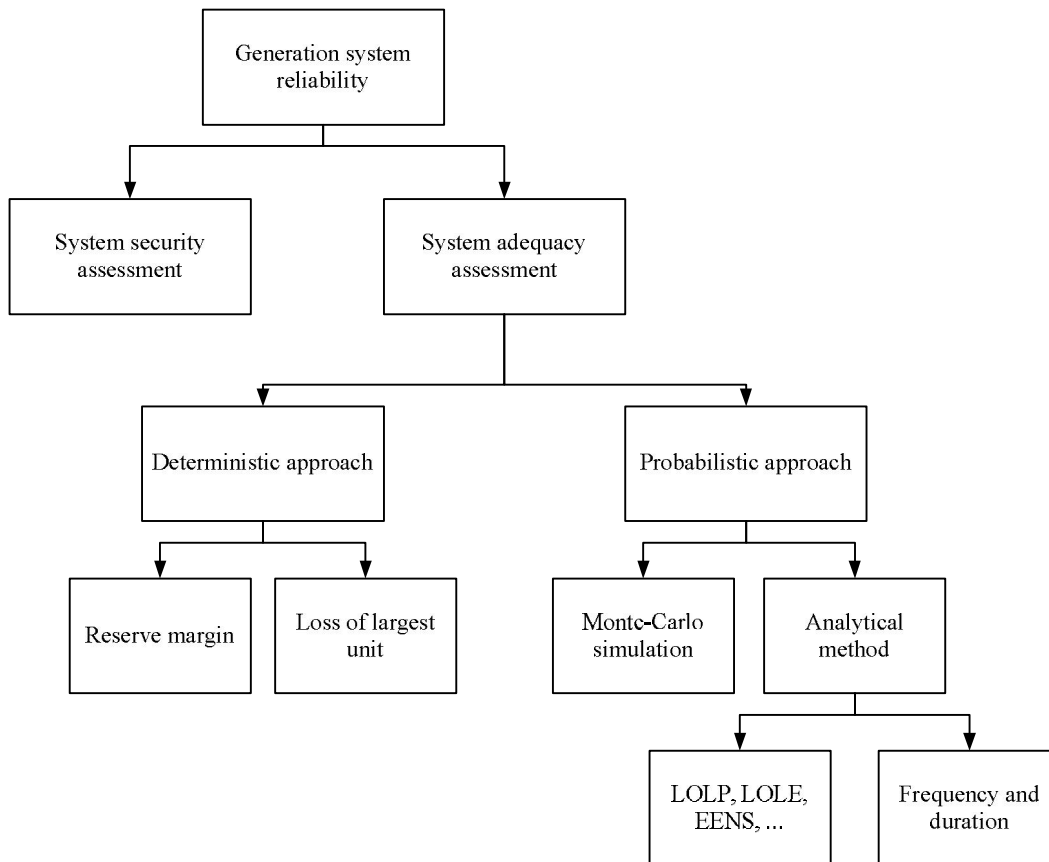 Generation system
reliability
System security
assessment
System adequacy
assessment
Deterministic approach
Probabilistic approach
Reserve margin
Loss of largest
unit
Monte-Carlo
simulation
Analytical
method
LOLP, LOLE,
EENS, ...
Frequency and
duration